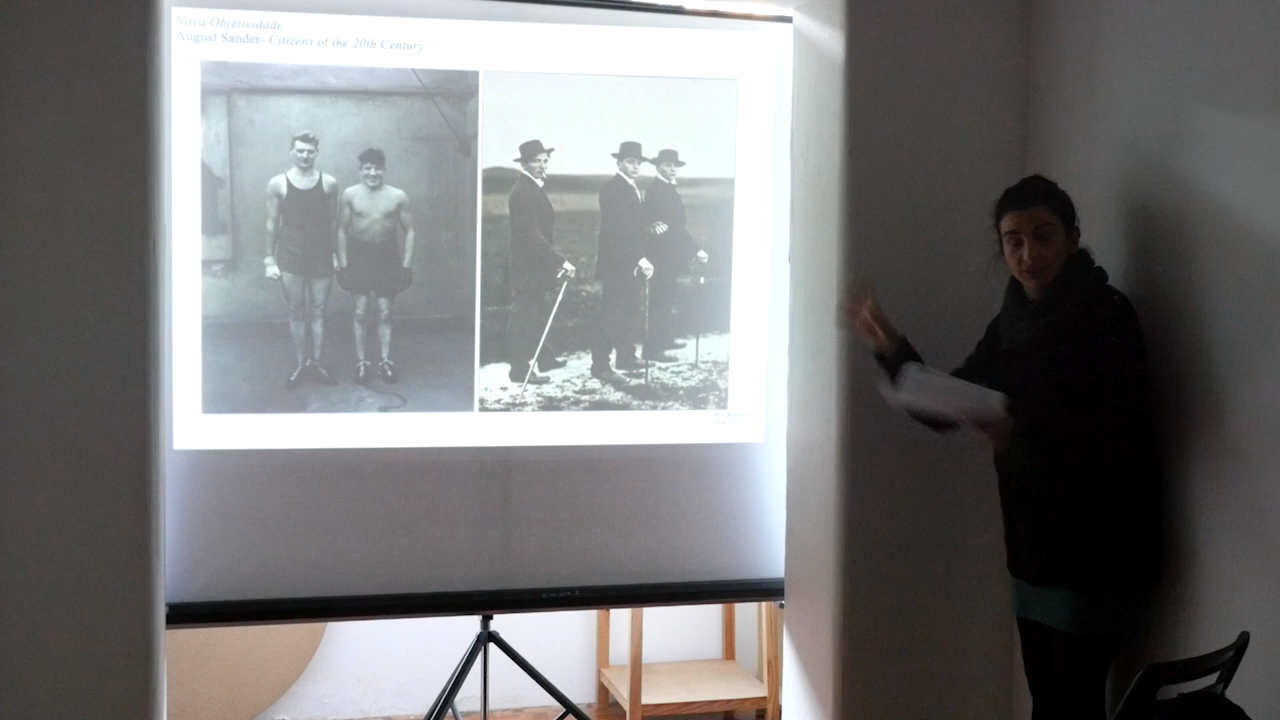 Nova Objetividade
August Sander- Citizens of the 20th Century